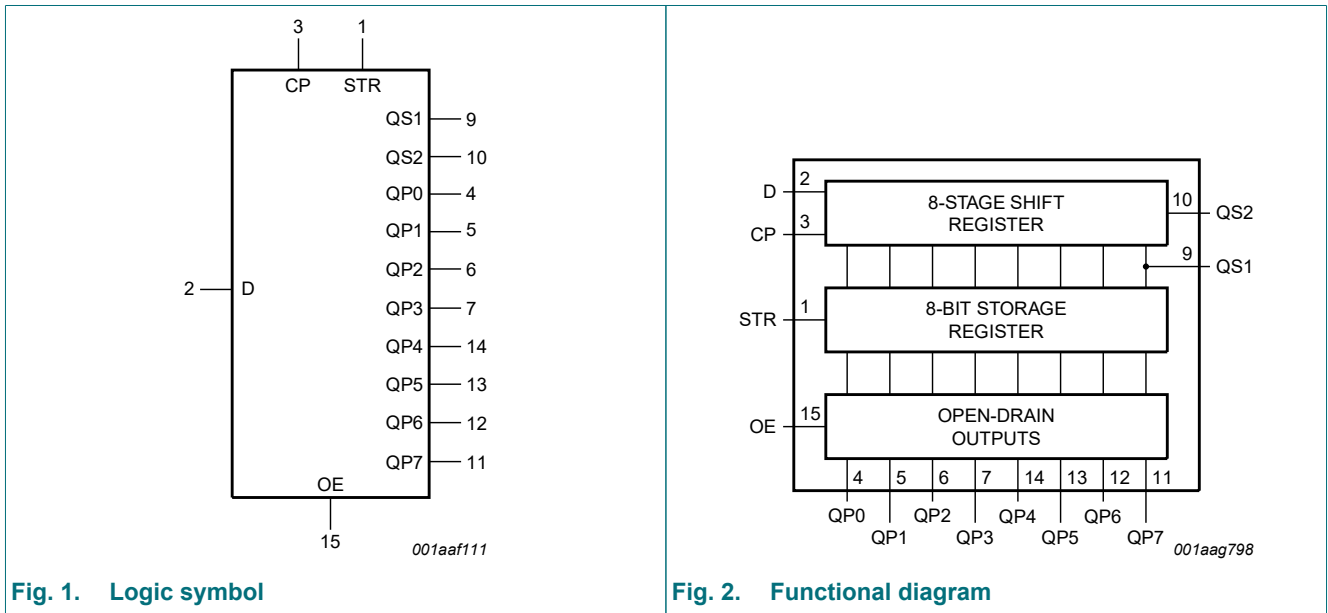 3 1
CP STR
QS1 9
QS2 10
QP0 4
QP1 5
QP2 6
2 D
QP3 7
QP4 14
QP5 13
QP6 12
QP7 11
OE
15
001aaf111
Fig. 1. Logic symbol
D 2
8-STAGE SHIFT
REGISTER
10 QS2
CP 3
9 QS1
STR 1
8-BIT STORAGE
REGISTER
OE 15
OPEN-DRAIN
OUTPUTS
4 5 6 7 14 13 12 11
QP0 QP2 QP4 QP6
QP1 QP3 QP5 QP7
001aag798
Fig. 2. Functional diagram